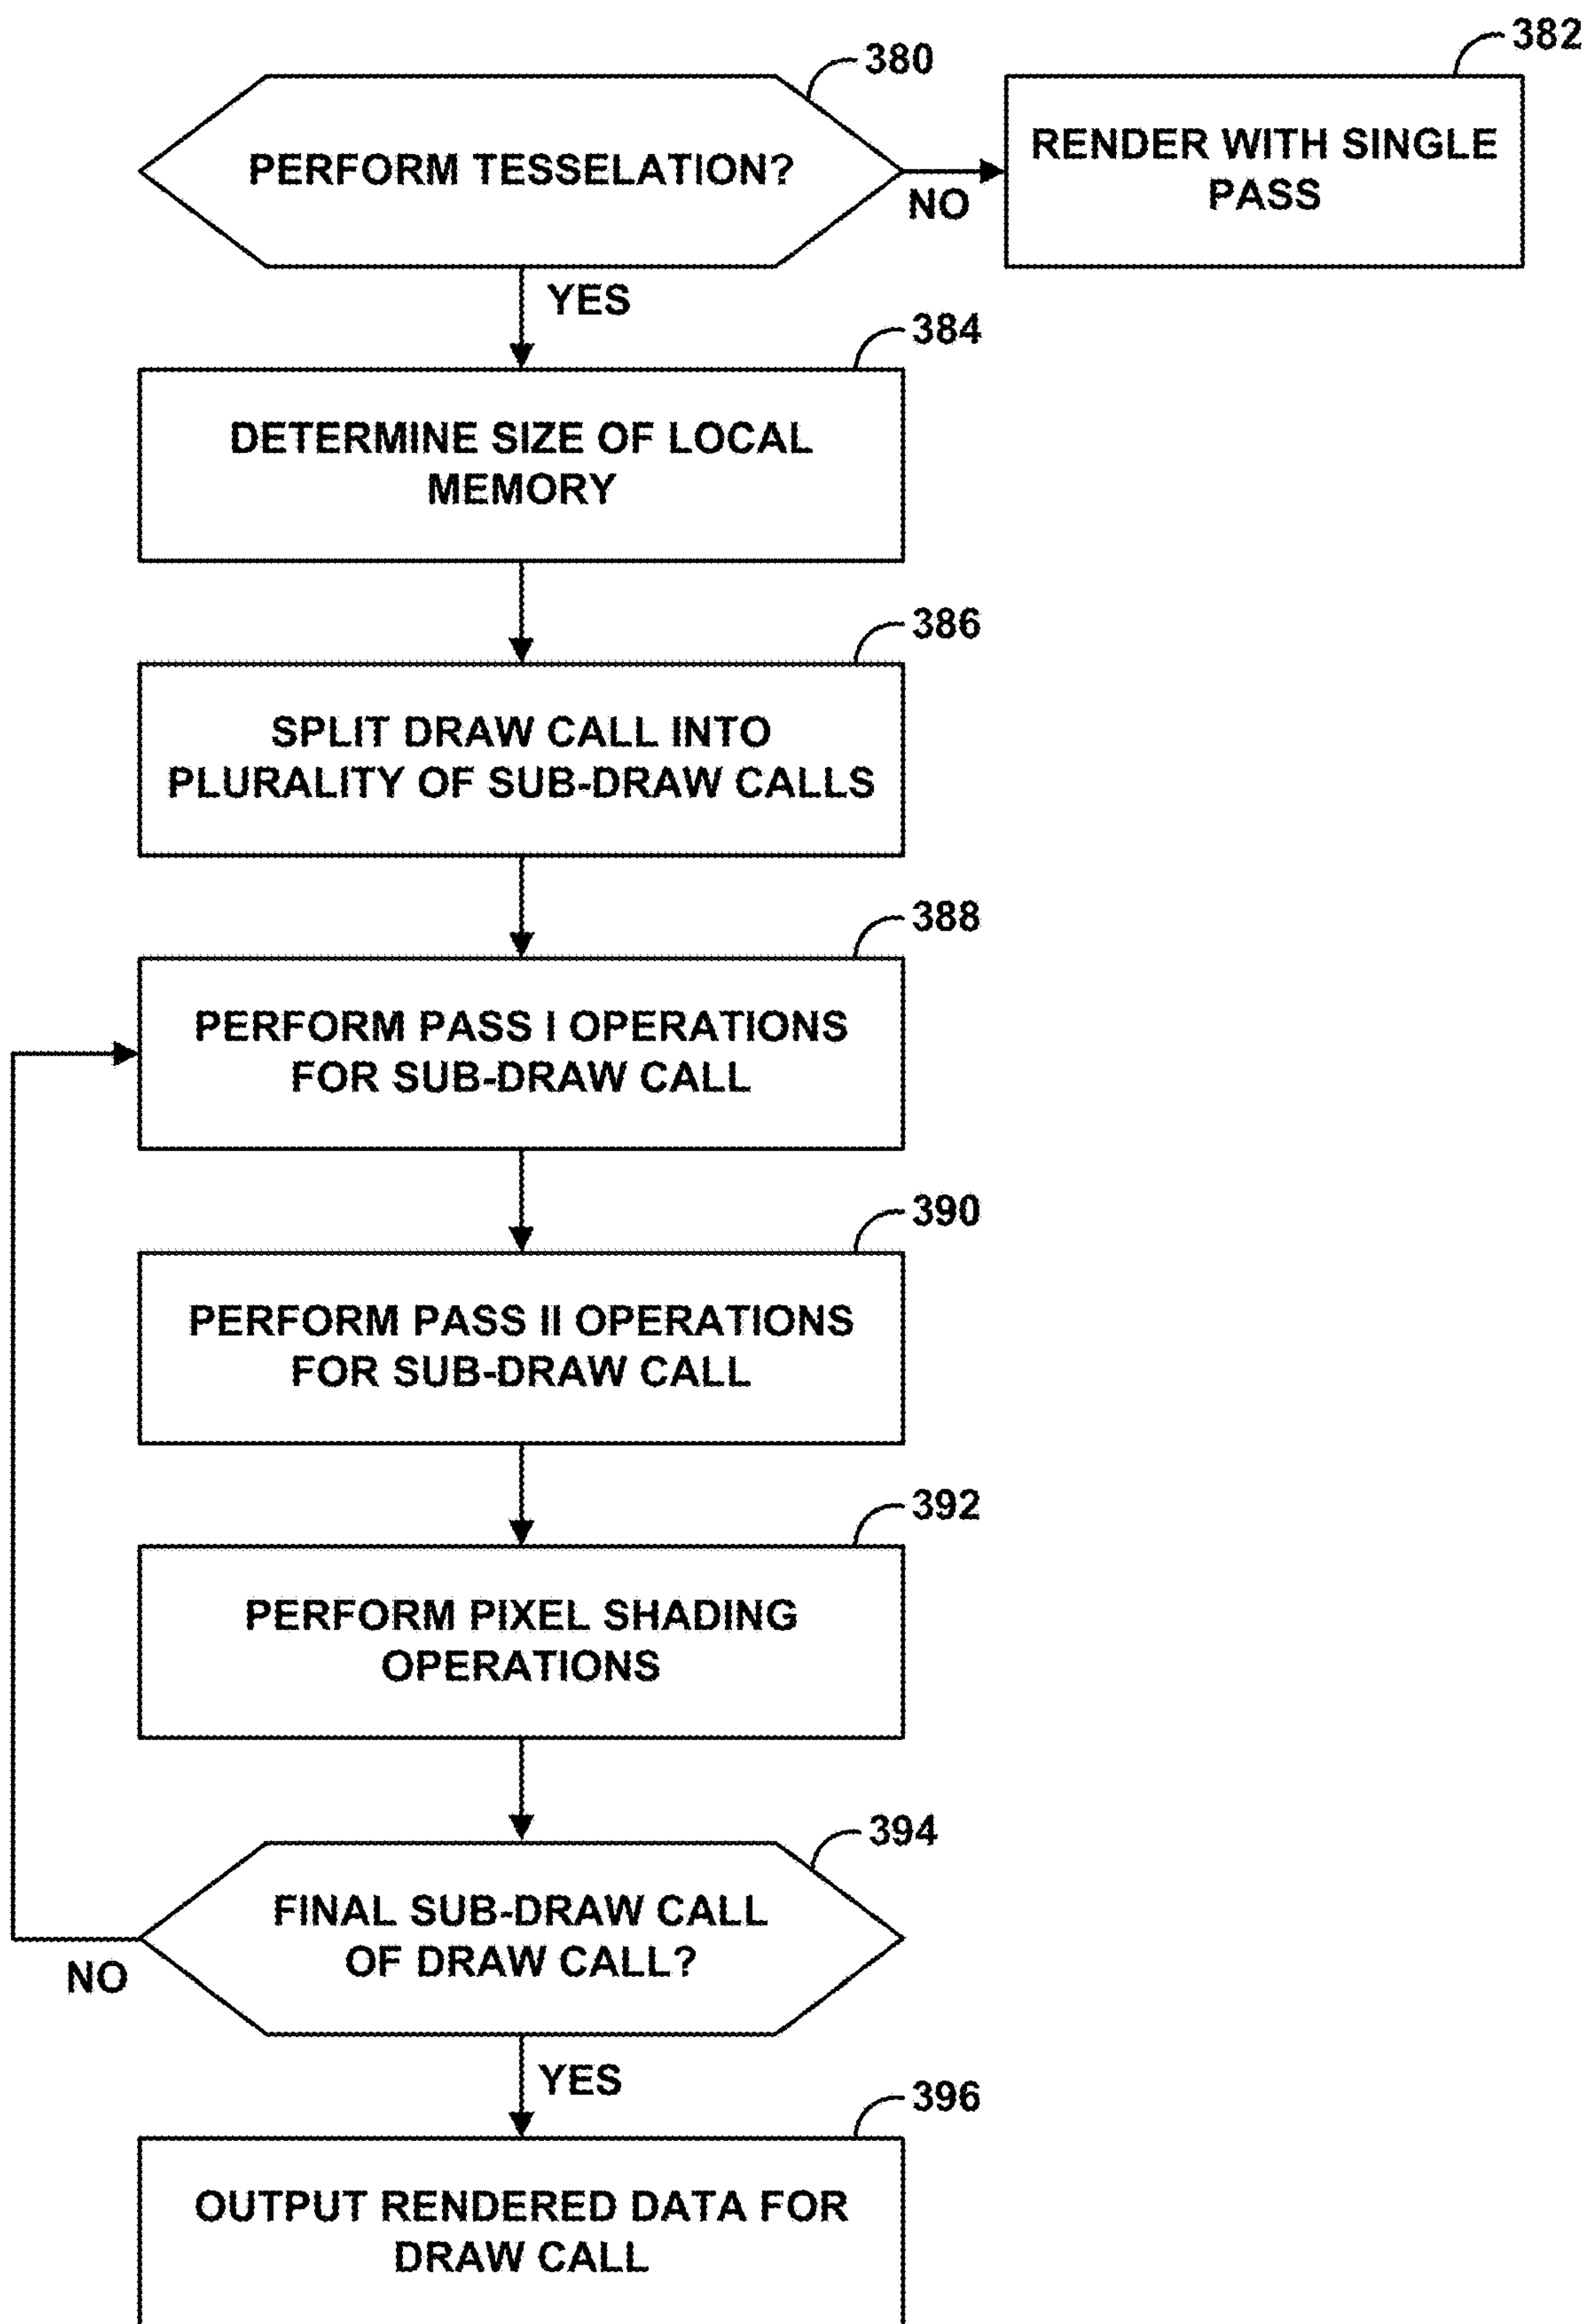 380
382
PERFORM TESSELATION?
RENDER WITH SINGLE
PASS
NO
YES
384
DETERMINE SIZE OF LOCAL
MEMORY
386
SPLIT DRAW CALL INTO
PLURALITY OF SUB-DRAW CALLS
388
PERFORM PASS I OPERATIONS
FOR SUB-DRAW CALL
390
PERFORM PASS II OPERATIONS
FOR SUB-DRAW CALL
392
PERFORM PIXEL SHADING
OPERATIONS
394
FINAL SUB-DRAW CALL
OF DRAW CALL?
NO
YES
396
OUTPUT RENDERED DATA FOR
DRAW CALL